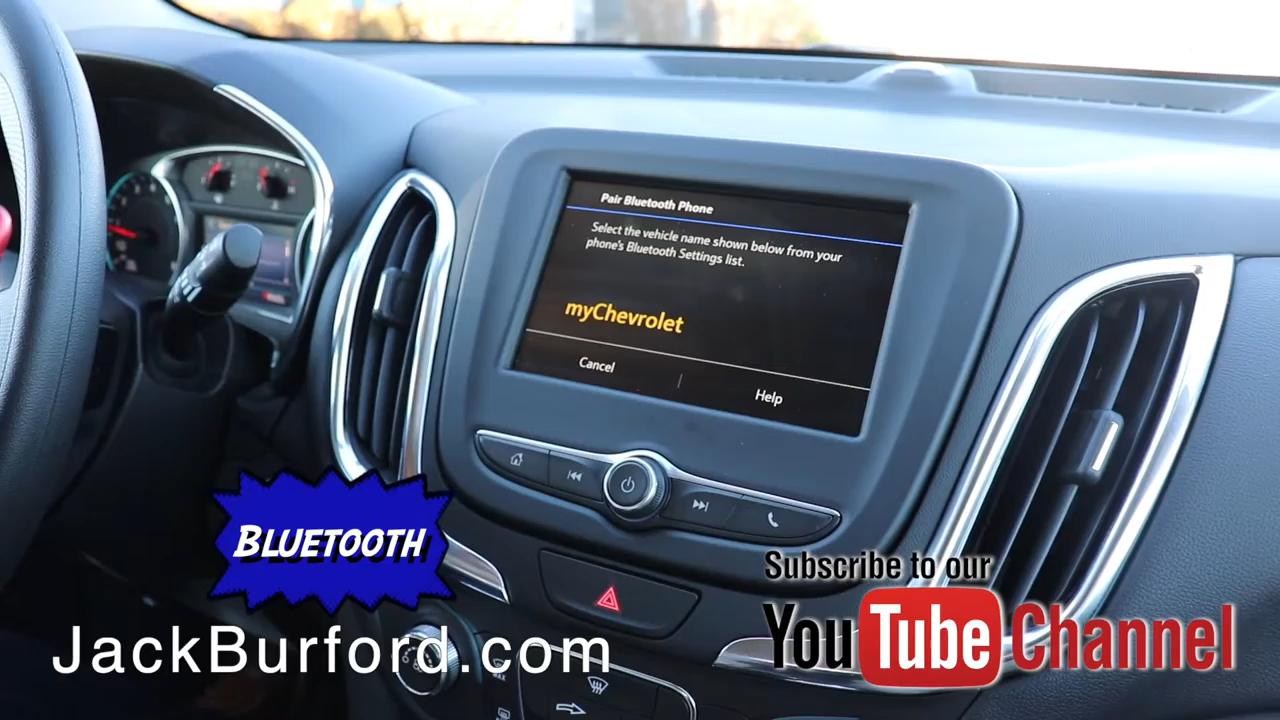 Pair Bluetooth Phone
Select the vehicle name shown below from your
phone's Bluetooth Settings list.
myChevrolet
Cancel
Help
BLUETOOTH
JackBurford.com
Subscribe to our
YouTube Channel